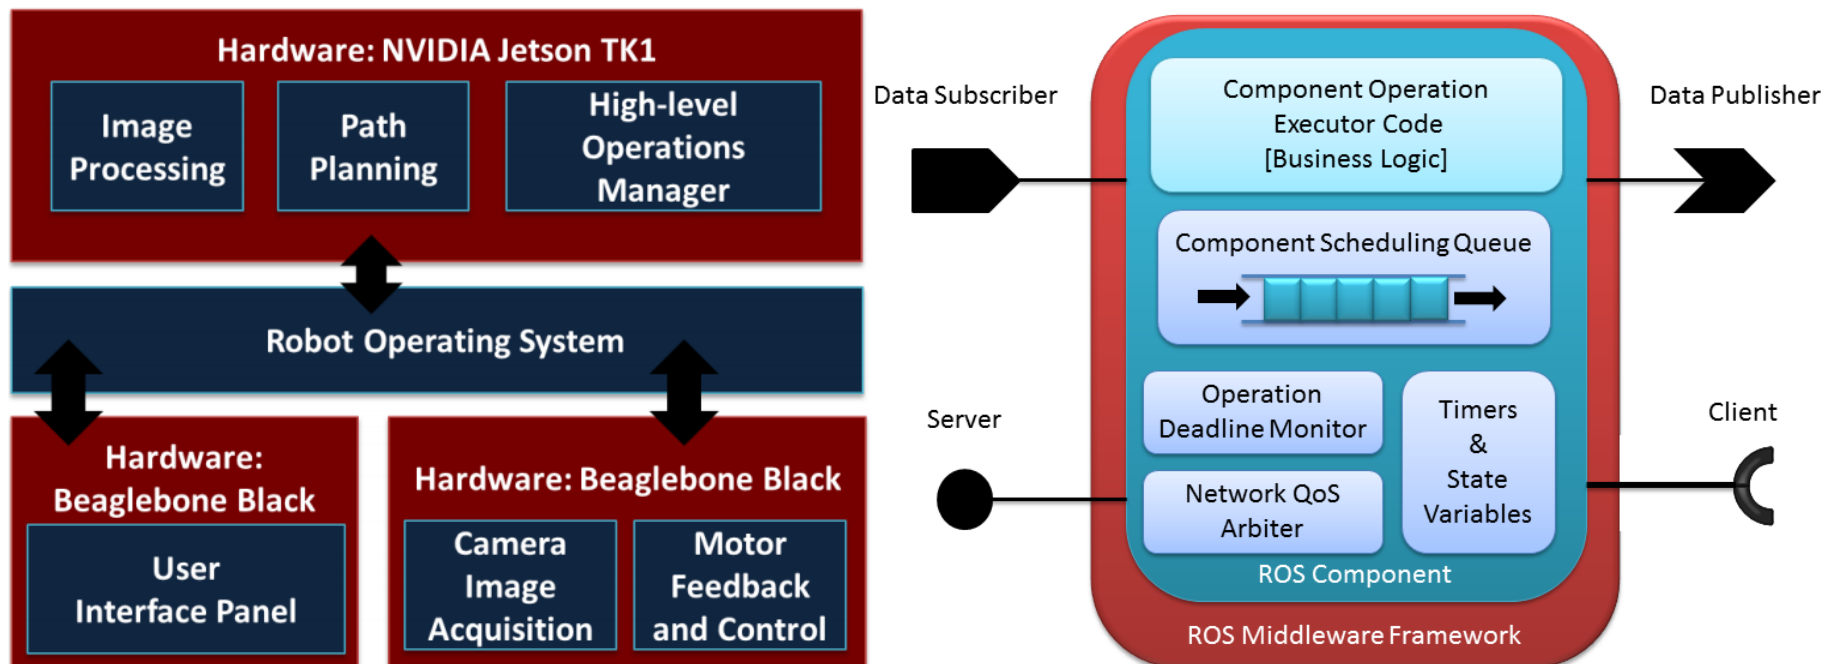 Hardware: NVIDIA Jetson TK1
Image
Processing
Path
Planning
High-level
Operations
Manager
Robot Operating System
Hardware:
Beaglebone Black
User
Interface Panel
Hardware: Beaglebone Black
Camera
Image
Acquisition
Motor
Feedback
and Control
Data Subscriber
Server
Component Operation
Executor Code
[Business Logic]
Component Scheduling Queue
Operation
Deadline Monitor
Network QoS
Arbiter
Timers
&
State
Variables
ROS Component
ROS Middleware Framework
Data Publisher
Client